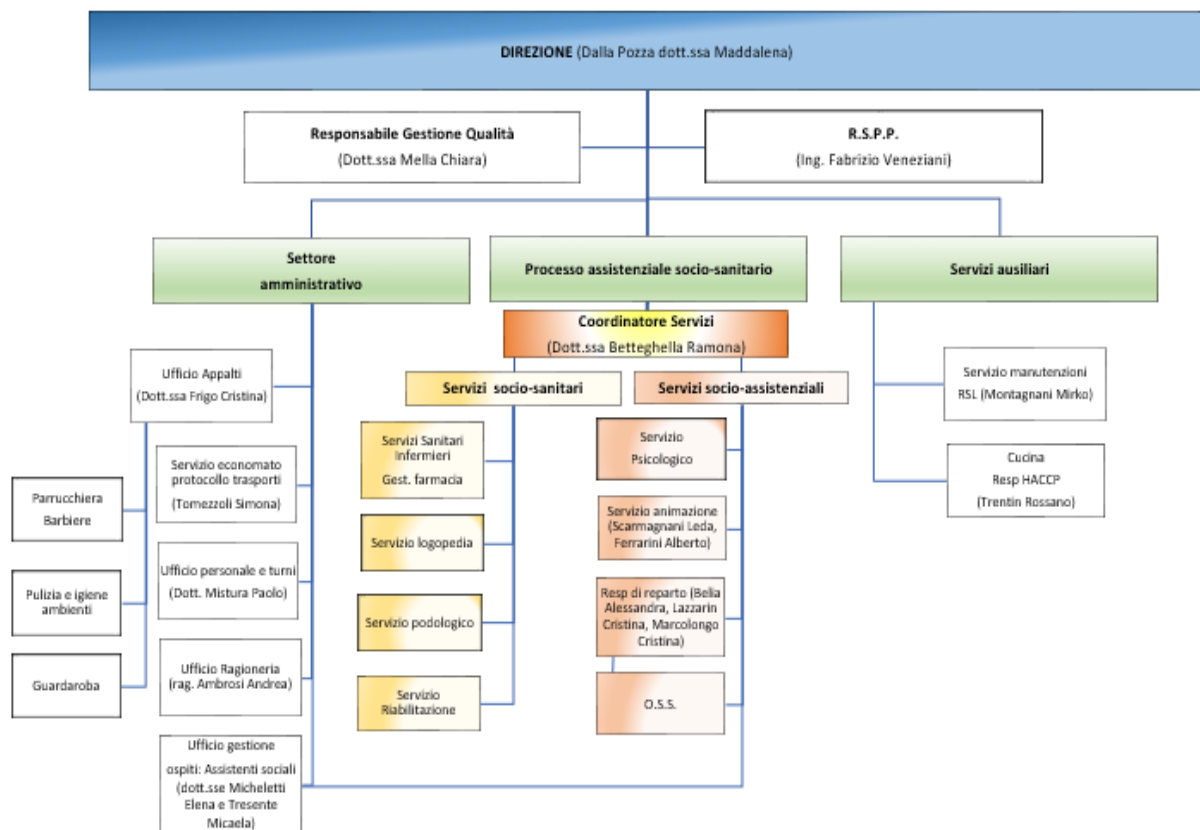 DIREZIONE (Dalla Pozza dott.ssa Maddalena)
Responsabile Gestione Qualità
(Dott.ssa Mella Chiara)
R.S.P.P.
(Ing. Fabrizio Veneziani)
Settore
amministrativo
Processo assistenziale socio-sanitario
Servizi ausiliari
Coordinatore Servizi
(Dott.ssa Betteghella Ramona)
Servizi socio-sanitari
Servizi socio-assistenziali
Ufficio Appalti
(Dott.ssa Frigo Cristina)
Parrucchiera
Barbiere
Pulizia e igiene
ambienti
Guardaroba
Servizio economato
protocollo trasporti
(Tomezzoli Simona)
Ufficio personale e turni
(Dott. Mistura Paolo)
Ufficio Ragioneria
(rag. Ambrosi Andrea)
Ufficio gestione
ospiti: Assistenti sociali
(dott.sse Micheletti
Elena e Tresente
Micaela)
Servizi Sanitari
Infermieri
Gest. farmacia
Servizio logopedia
Servizio podologico
Servizio
Riabilitazione
Servizio
Psicologico
Servizio animazione
(Scarmagnani Leda,
Ferrarini Alberto)
Resp di reparto (Belia
Alessandra, Lazzarin
Cristina, Marcolongo
Cristina)
O.S.S.
Servizio manutenzioni
RSL (Montagnani Mirko)
Cucina
Resp HACCP
(Trentin Rossano)